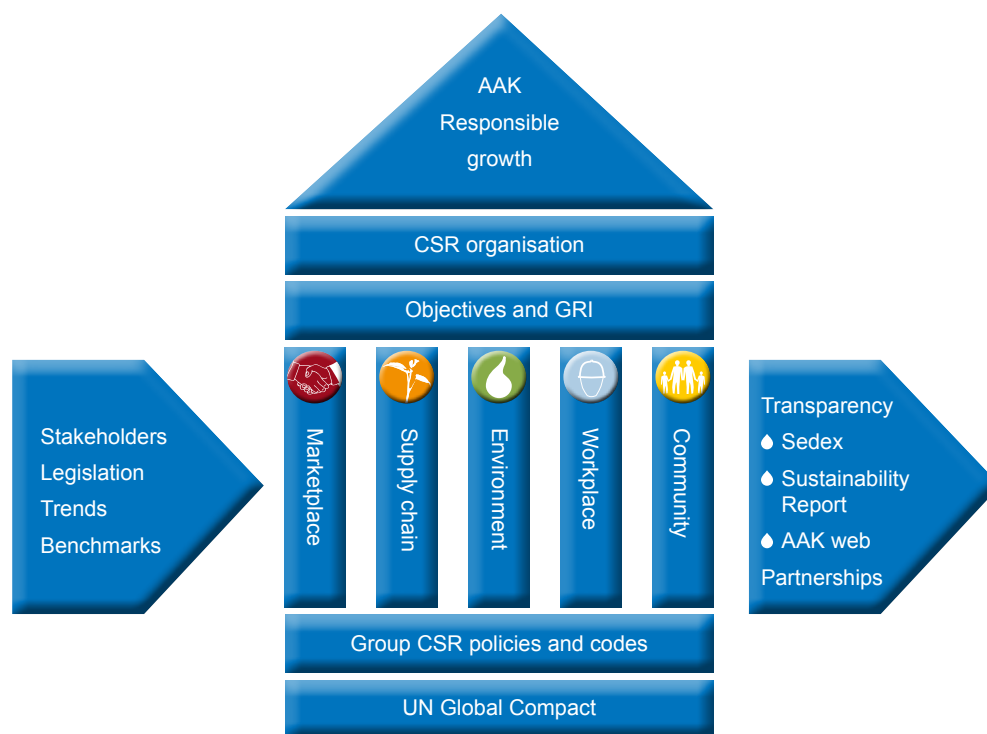 AAK
Responsible
growth
CSR organisation
Objectives and GRI
Stakeholders
Legislation
Trends
Benchmarks
Marketplace
Supply chain
Environment
Workplace
Community
Transparency
Sedex
Sustainability
Report
AAK web
Partnerships
Group CSR policies and codes
UN Global Compact